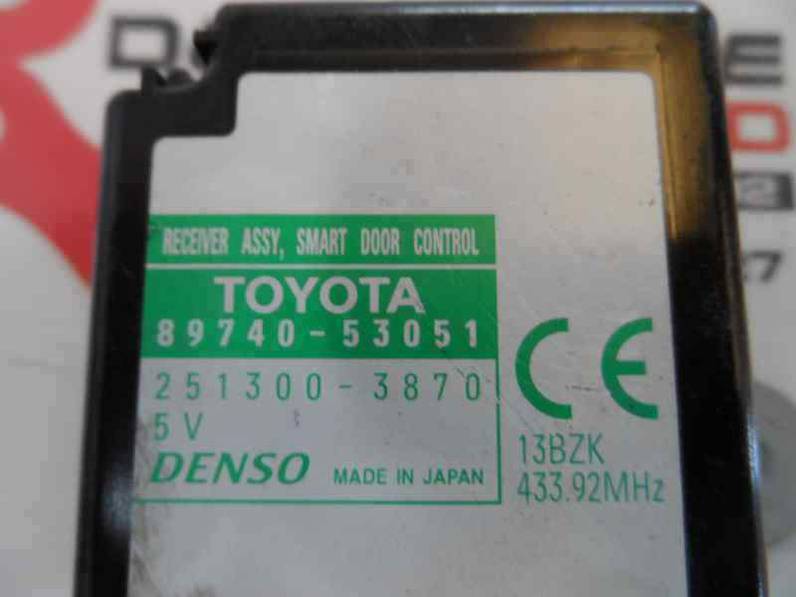 RECEIVER ASSY, SMART DOOR CONTROL
TOYOTA
89740-53051
251300-3870
5V
DENSO MADE IN JAPAN
CE
13BZK
433.92MHz